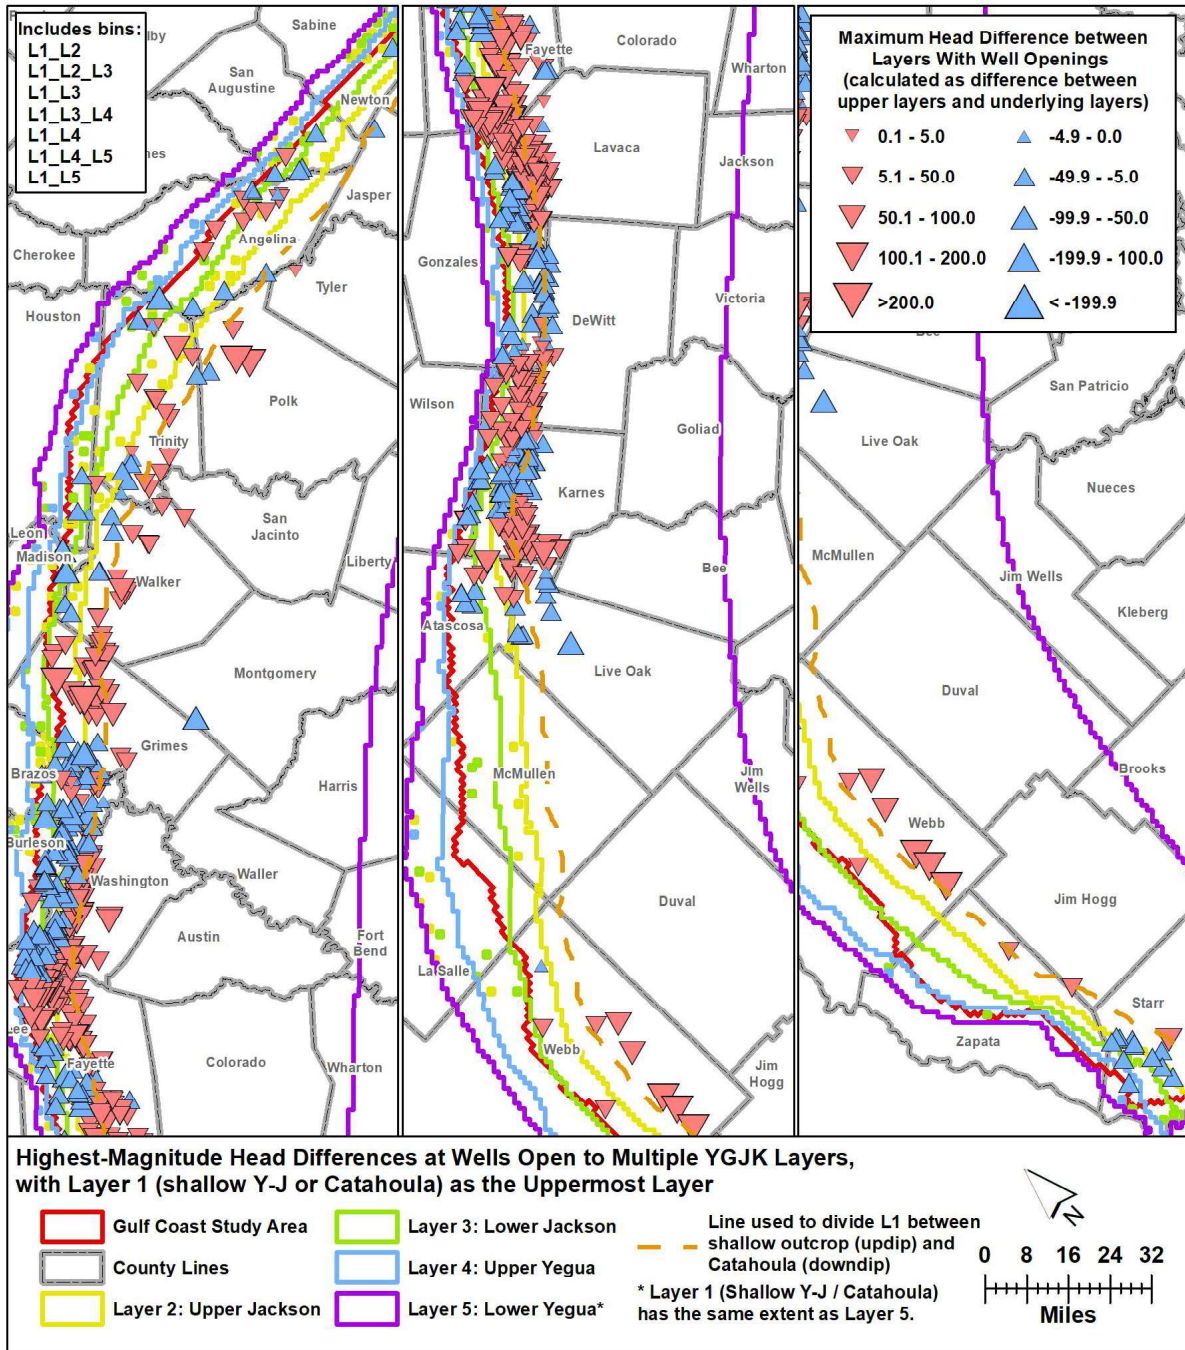 Includes bins:
L1_L2
L1_L2_L3
L1_L3
L1_L3_L4
L1_L4
L1_L4_L5
L1_L5
lby
nes
Sabine
San
Augustine
Newton
Jasper
Angelina
Cherokee
Tyler
Houston
Polk
Trinity
San
Jacinto
Leon
Madison
Liberty
Walker
Montgomery
Grimes
Brazos
Harris
Burleson
Washington
Waller
Austin
Fort
Bend
Lee
Fayette
Colorado
Wharton
Fayette
Colorado
Wharton
Lavaca
Jackson
Gonzales
Victoria
DeWitt
Wilson
Goliad
Karnes
Bee
Atascosa
Live Oak
McMullen
Jim
Wells
Duval
La Salle
Webb
Jim
Hogg
Maximum Head Difference between
Layers With Well Openings
(calculated as difference between
upper layers and underlying layers)
0.1 - 5.0
-4.9 - 0.0
5.1 - 50.0
-49.9 - -5.0
50.1 - 100.0
-99.9 - -50.0
100.1 - 200.0
-199.9 - -100.0
>200.0
< -199.9
Bee
San Patricio
Live Oak
Nueces
McMullen
Jim Wells
Kleberg
Duval
Brooks
Webb
Jim Hogg
Starr
Zapata
Highest-Magnitude Head Differences at Wells Open to Multiple YGJK Layers,
with Layer 1 (shallow Y-J or Catahoula) as the Uppermost Layer
Gulf Coast Study Area
County Lines
Layer 2: Upper Jackson
Layer 3: Lower Jackson
Layer 4: Upper Yegua
Layer 5: Lower Yegua*
Line used to divide L1 between
shallow outcrop (updip) and
Catahoula (downdip)
* Layer 1 (Shallow Y-J / Catahoula)
has the same extent as Layer 5.
N
0 8 16 24 32
Miles